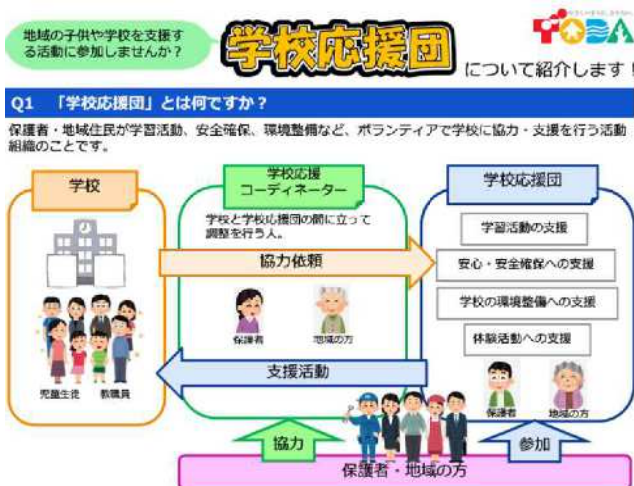 地域の子供や学校を支援す
る活動に参加しませんか？
学校応援団
TODA
について紹介します！
Q1 「学校応援団」とは何ですか？
保護者・地域住民が学習活動、安全確保、環境整備など、ボランティアで学校に協力・支援を行う活動
組織のことです。
学校
学校応援
コーディネーター
学校応援団
学校と学校応援団の間に立って
調整を行う人。
学習活動の支援
協力依頼
安心・安全確保への支援
学校の環境整備への支援
保護者
地域の方
体験活動への支援
支援活動
児童生徒
教職員
保護者
地域の方
協力
参加
保護者・地域の方